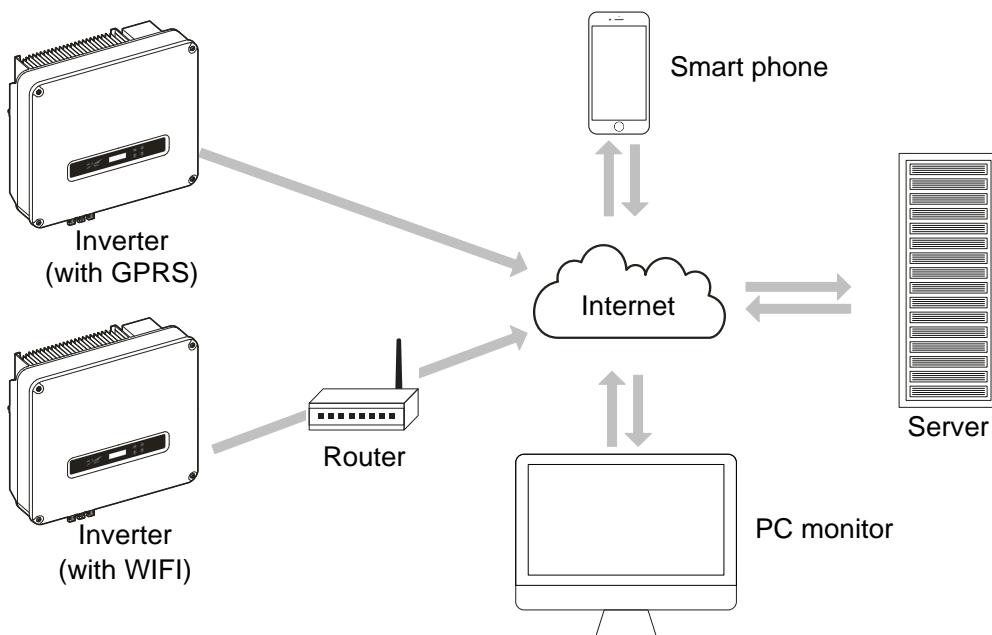 Smart phone
Inverter
(with GPRS)
Internet
Server
Router
PC monitor
Inverter
(with WIFI)